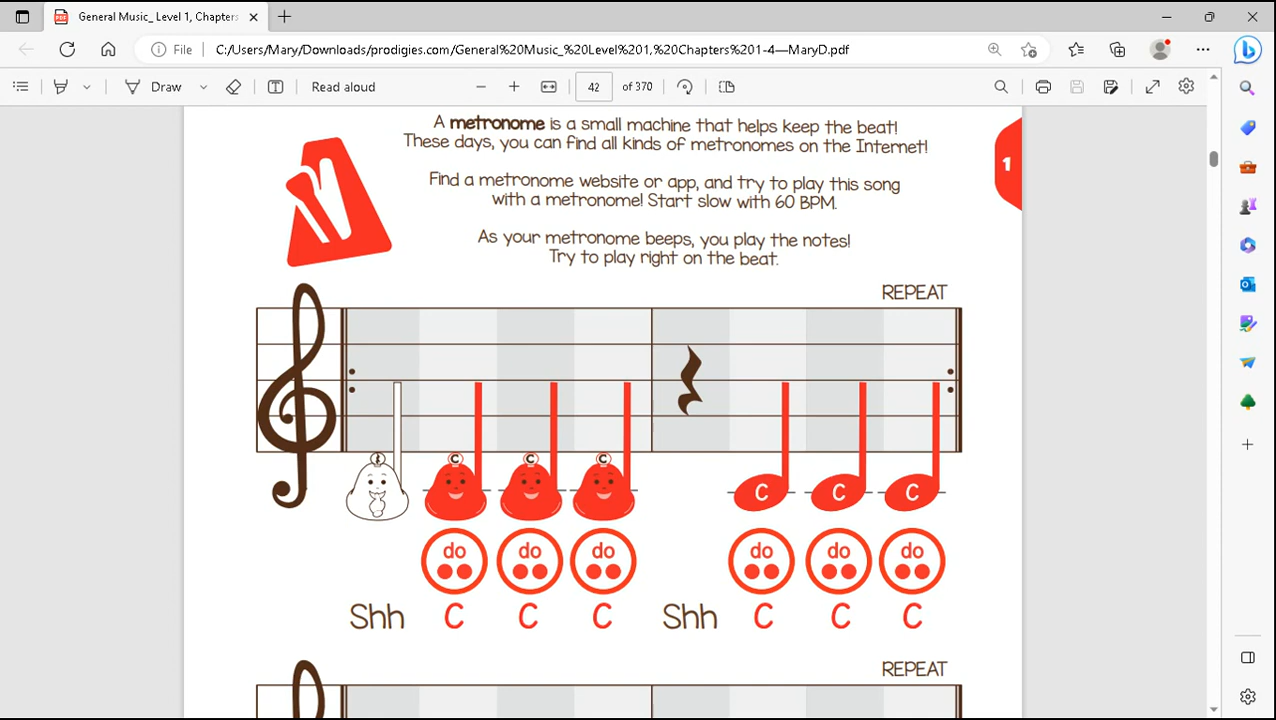 General Music_ Level 1, Chapters
File C:/Users/Mary/Downloads/prodigies.com/General%20Music_%20Level%201,%20Chapters%201-4—MaryD.pdf
Draw Read aloud 42 of 370
A metronome is a small machine that helps keep the beat!
These days, you can find all kinds of metronomes on the Internet!
1
Find a metronome website or app, and try to play this song
with a metronome! Start slow with 60 BPM.
As your metronome beeps, you play the notes!
Try to play right on the beat.
REPEAT
C C C
C C C
do do do do do do
Shh C C C Shh C C C
REPEAT